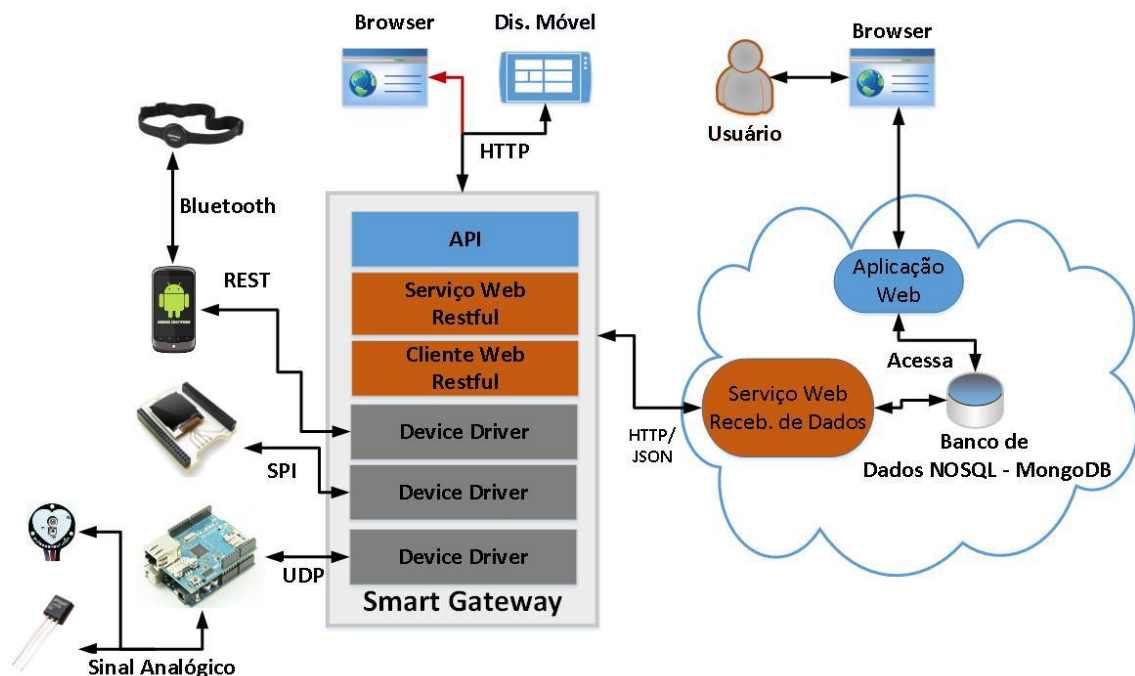 Browser
Dis. Móvel
Browser
Usuário
HTTP
Bluetooth
REST
API
Serviço Web
Restful
Cliente Web
Restful
Device Driver
Device Driver
Device Driver
Smart Gateway
SPI
UDP
Sinal Analógico
HTTP/
JSON
Aplicação
Web
Acessa
Serviço Web
Receb. de Dados
Banco de
Dados NOSQL - MongoDB